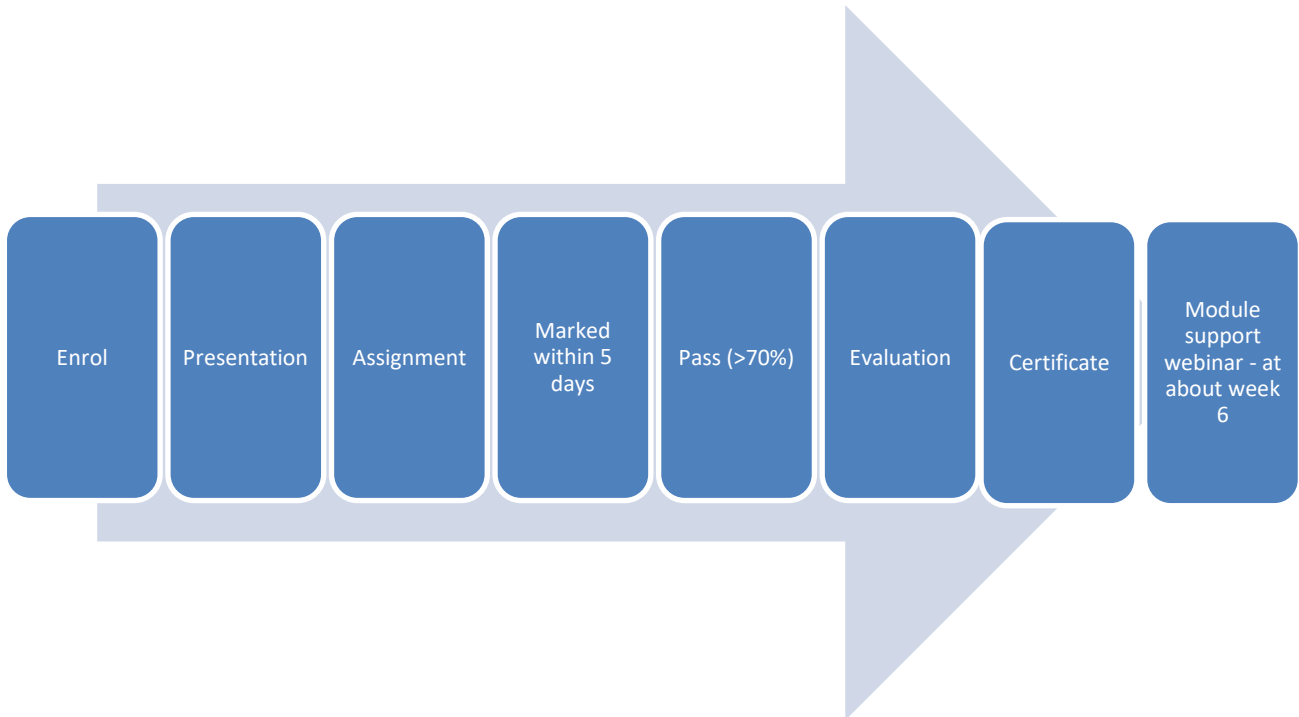 Enrol
Presentation
Assignment
Marked
within 5
days
Pass (>70%)
Evaluation
Certificate
Module
support
webinar - at
about week
6